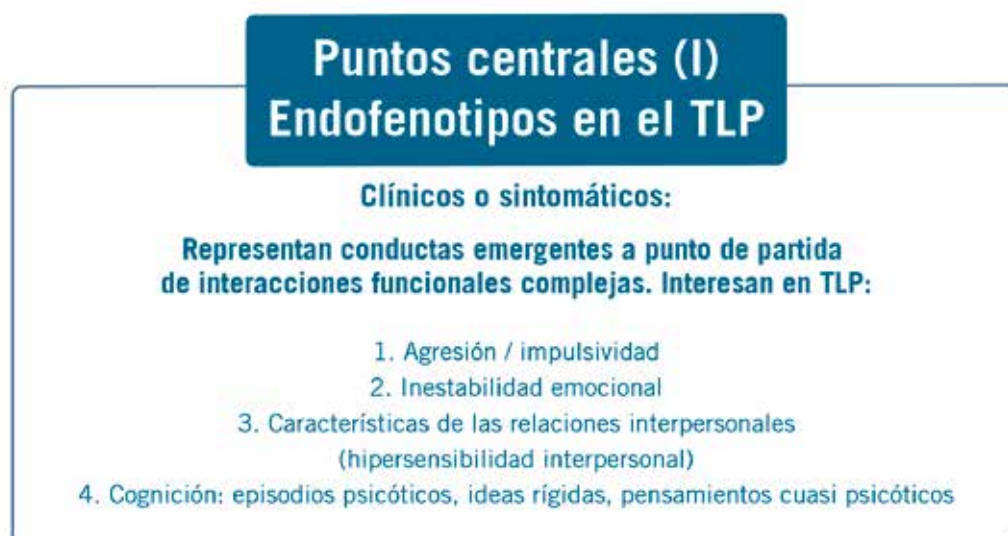 Puntos centrales (I)
Endofenotipos en el TLP
Clínicos o sintomáticos:
Representan conductas emergentes a punto de partida
de interacciones funcionales complejas. Interesan en TLP:
1. Agresión / impulsividad
2. Inestabilidad emocional
3. Características de las relaciones interpersonales
(hipersensibilidad interpersonal)
4. Cognición: episodios psicóticos, ideas rígidas, pensamientos cuasi psicóticos